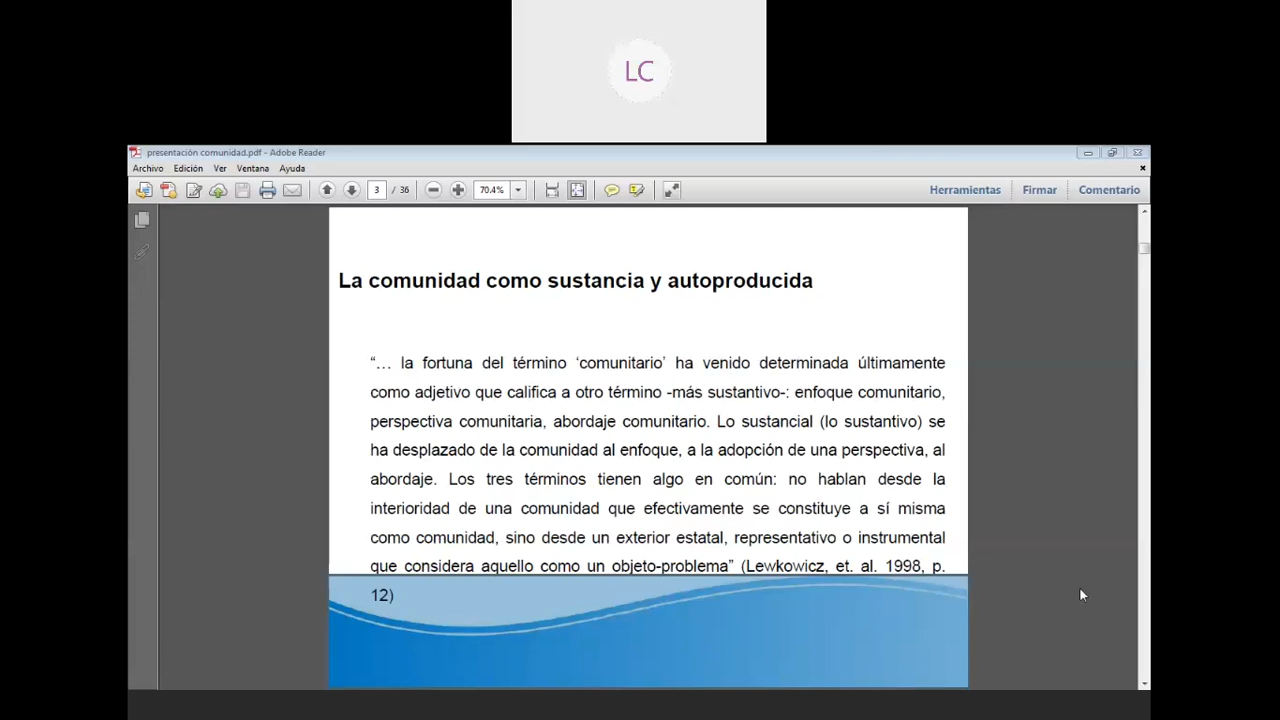 LC
presentación comunidad.pdf - Adobe Reader
Archivo Edición Ver Ventana Ayuda
3 / 36 70.4% Herramientas Firmar Comentario
La comunidad como sustancia y autoproducida
“… la fortuna del término ‘comunitario’ ha venido determinada últimamente
como adjetivo que califica a otro término -más sustantivo-: enfoque comunitario,
perspectiva comunitaria, abordaje comunitario. Lo sustancial (lo sustantivo) se
ha desplazado de la comunidad al enfoque, a la adopción de una perspectiva, al
abordaje. Los tres términos tienen algo en común: no hablan desde la
interioridad de una comunidad que efectivamente se constituye a sí misma
como comunidad, sino desde un exterior estatal, representativo o instrumental
que considera aquello como un objeto-problema” (Lewkowicz, et. al. 1998, p.
12)